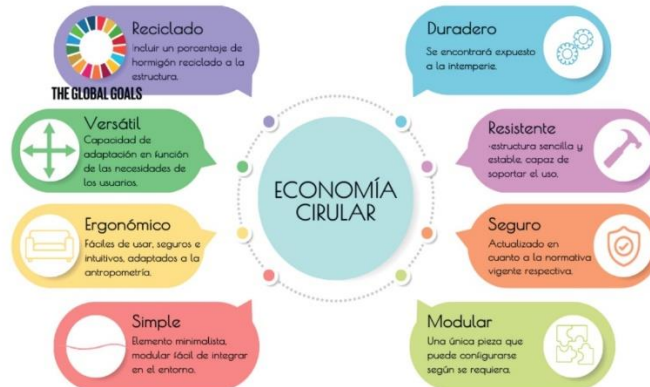 Reciclado
Incluir un porcentaje de
hormigón reciclado a la
estructura.
THE GLOBAL GOALS
Versátil
Capacidad de
adaptación en función
de las necesidades de
los usuarios.
Ergonómico
Fáciles de usar, seguros e
intuitivos, adaptados a la
antropometría.
Simple
Elemento minimalista,
modular fácil de integrar
en el entorno.
ECONOMÍA
CIRULAR
Duradero
Se encontrará expuesto
a la intemperie.
Resistente
-estructura sencilla y
estable, capaz de
soportar el uso.
Seguro
Actualizado en
cuanto a la normativa
vigente respectiva.
Modular
Una única pieza que
puede configurarse
según se requiera.